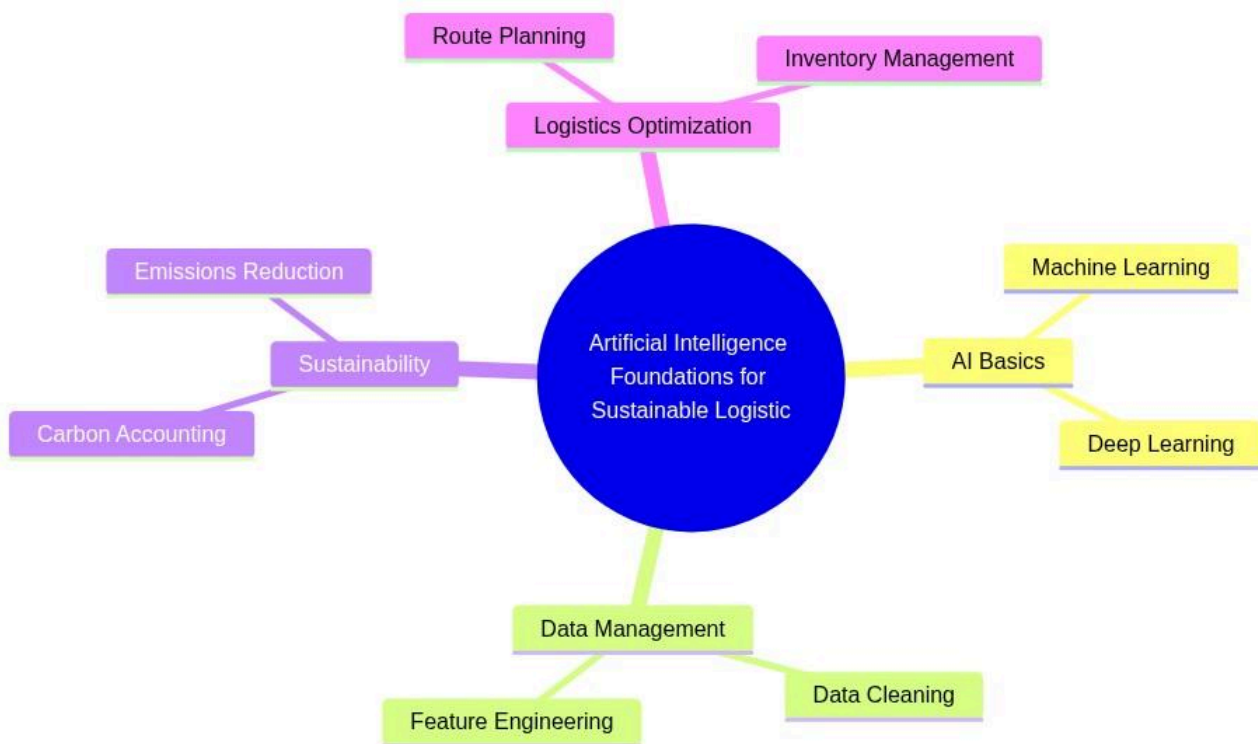 Route Planning
Inventory Management
Logistics Optimization
Emissions Reduction
Machine Learning
Artificial Intelligence
Foundations for
Sustainable Logistic
Sustainability
AI Basics
Carbon Accounting
Deep Learning
Data Management
Data Cleaning
Feature Engineering